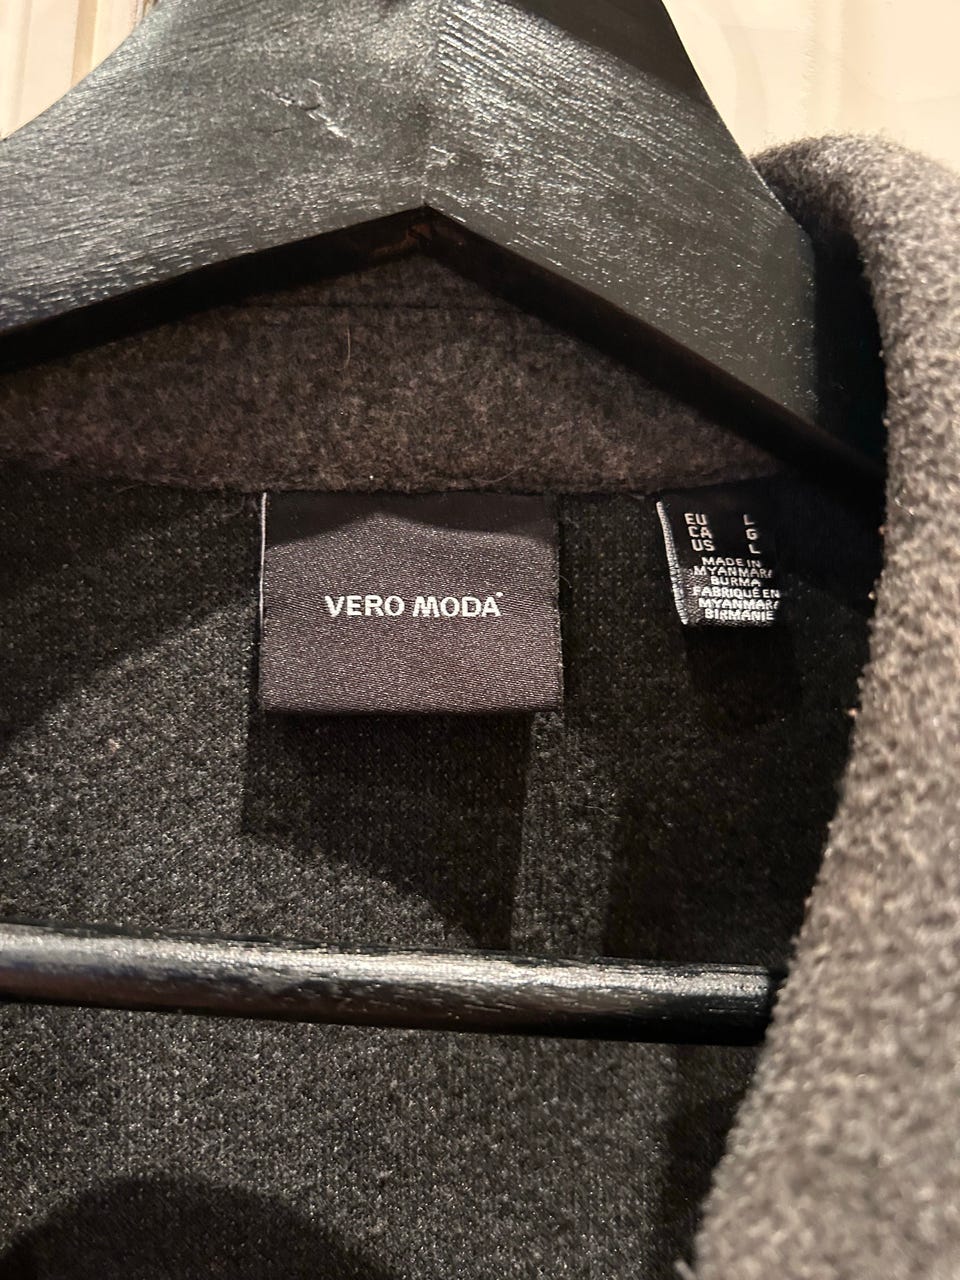 VERO MODA
EU L
CA G
US L
MADE IN
MYANMAR/
BURMA
FABRIQUÉ EN
MYANMAR/
BIRMANIE